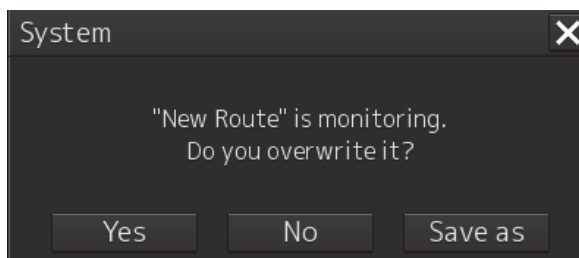 System
"New Route" is monitoring.
Do you overwrite it?
Yes No Save as